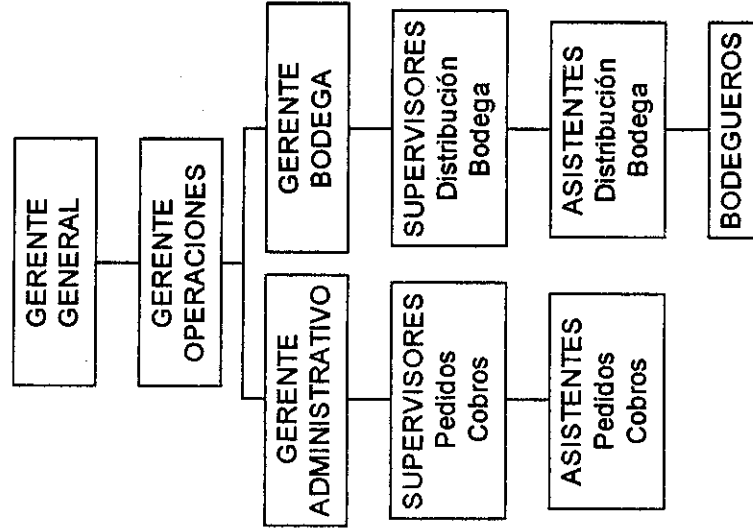 GERENTE
GENERAL
GERENTE
OPERACIONES
GERENTE
ADMINISTRATIVO
GERENTE
BODEGA
SUPERVISORES
Pedidos
Cobros
SUPERVISORES
Distribución
Bodega
ASISTENTES
Pedidos
Cobros
ASISTENTES
Distribución
Bodega
BODEGUEROS